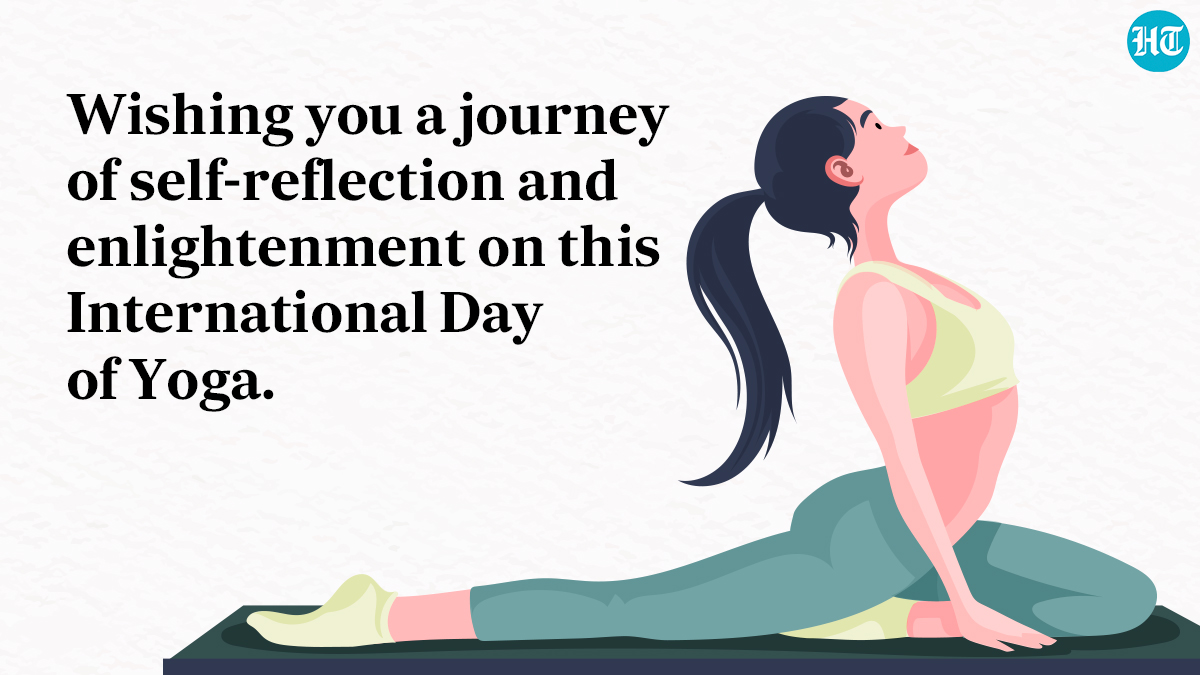 HT
Wishing you a journey
of self-reflection and
enlightenment on this
International Day
of Yoga.